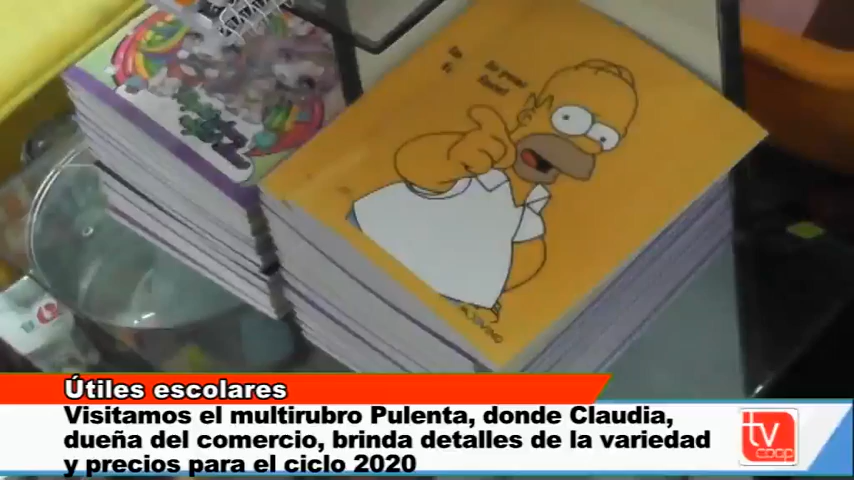 Útiles escolares
Visitamos el multirubro Pulenta, donde Claudia,
dueña del comercio, brinda detalles de la variedad
y precios para el ciclo 2020
tv
coop